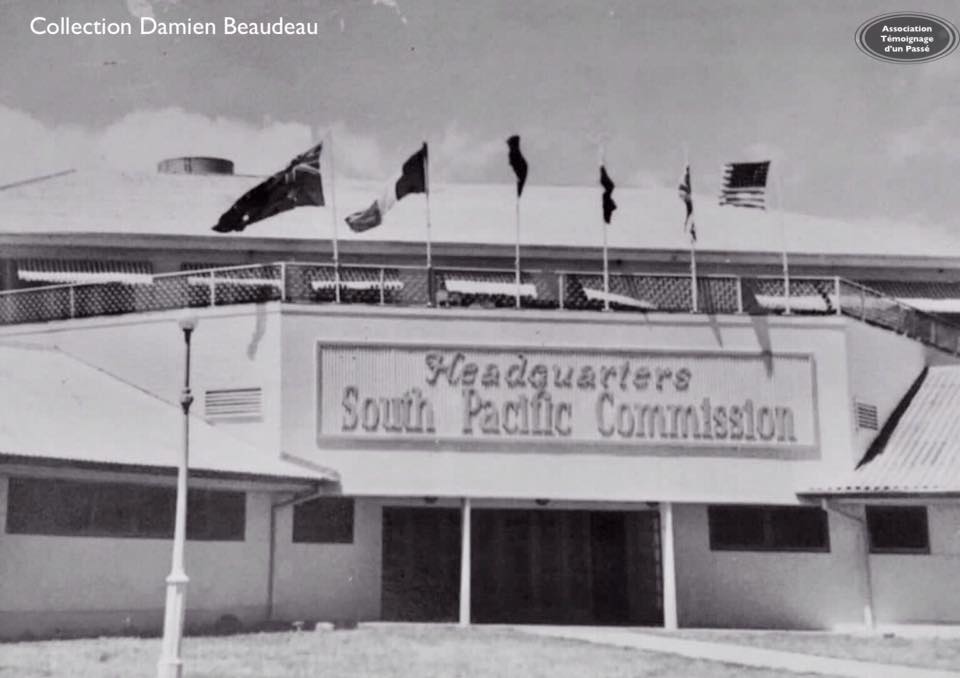 Collection Damien Beaudeau
Association
Témoignage
d'un Passé
Headquarters
South Pacific Commission